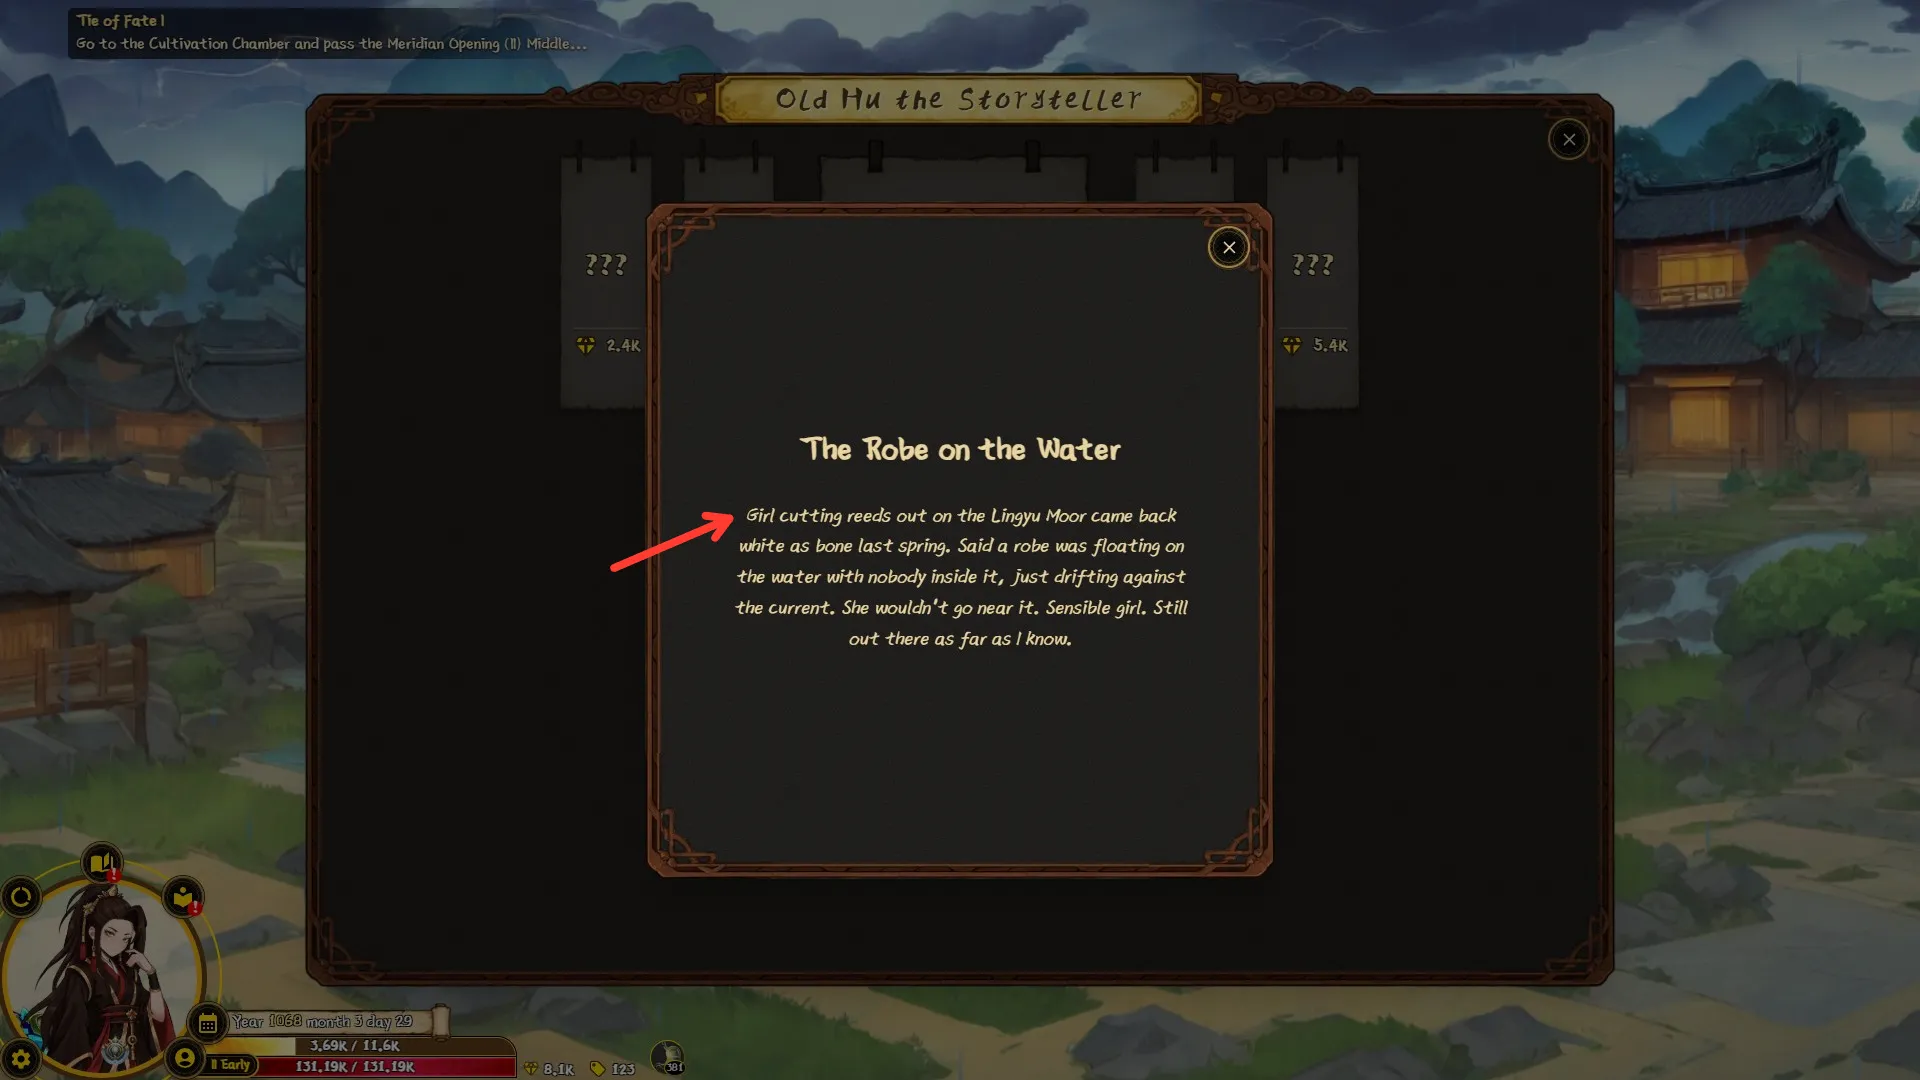 Tie of Fate I
Go to the Cultivation Chamber and pass the Meridian Opening (II) Middle...
Old Hu the Storyteller
???
2.4K
???
5.4K
The Robe on the Water
Girl cutting reeds out on the Lingyu Moor came back
white as bone last spring. Said a robe was floating on
the water with nobody inside it, just drifting against
the current. She wouldn't go near it. Sensible girl. Still
out there as far as I know.
Year 1068 month 3 day 29
3.69K / 11.6K
II Early
131.19K / 131.19K
8.1K
123
381